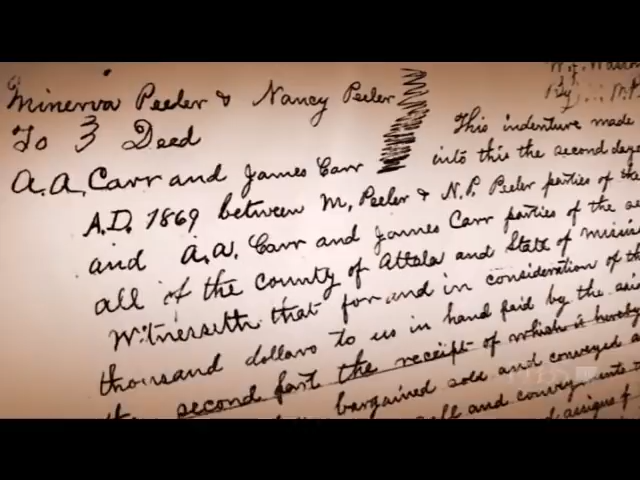 Minerva Peeler & Nancy Peeler
To 3 Deed
A.A. Carr and James Carr
This indenture made
into this the second day
A.D. 1869 between M. Peeler & N.P. Peeler parties of the
and A.A. Carr and James Carr parties of the
all of the county of Attala and State of
Witnesseth that for and in consideration of
thousand dollars to us in hand paid by the
second part the receipt of which is hereby
bargained sold and conveyed
and convey
assigns